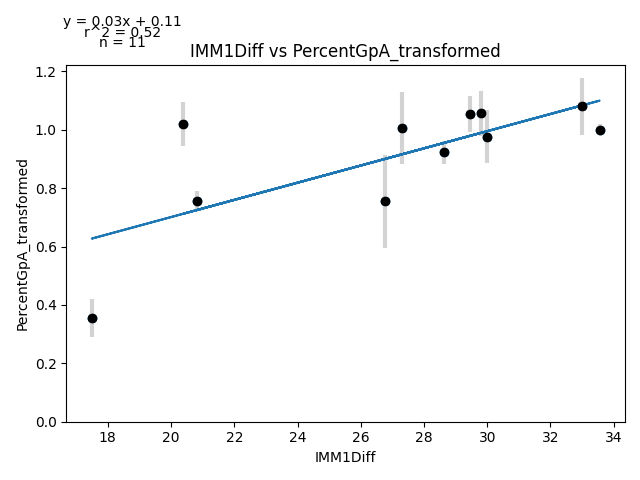 y = 0.03x + 0.11
r^2 = 0.52
n = 11
IMM1Diff vs PercentGpA_transformed
1.2
1.0
0.8
0.6
0.4
0.2
0.0
PercentGpA_transformed
18 20 22 24 26 28 30 32 34
IMM1Diff